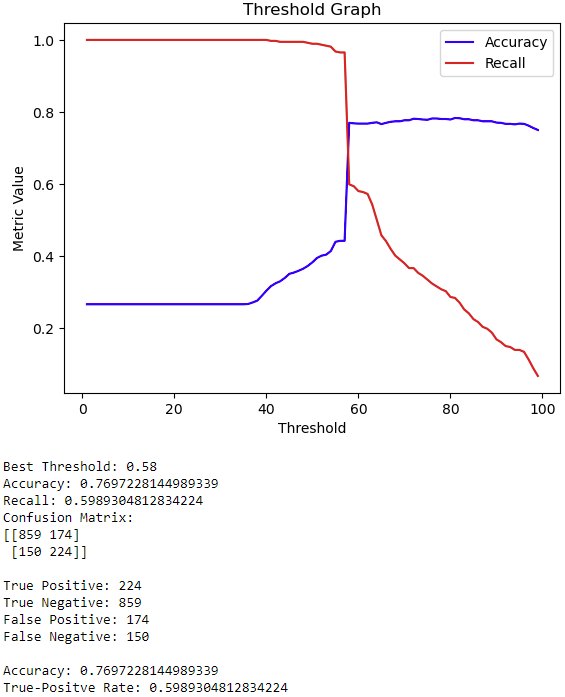 Threshold Graph
1.0
0.8
0.6
0.4
0.2
Metric Value
Accuracy
Recall
0 20 40 60 80 100
Threshold
Best Threshold: 0.58
Accuracy: 0.7697228144989339
Recall: 0.5989304812834224
Confusion Matrix:
[[859 174]
 [150 224]]
True Positive: 224
True Negative: 859
False Positive: 174
False Negative: 150
Accuracy: 0.7697228144989339
True-Positve Rate: 0.5989304812834224